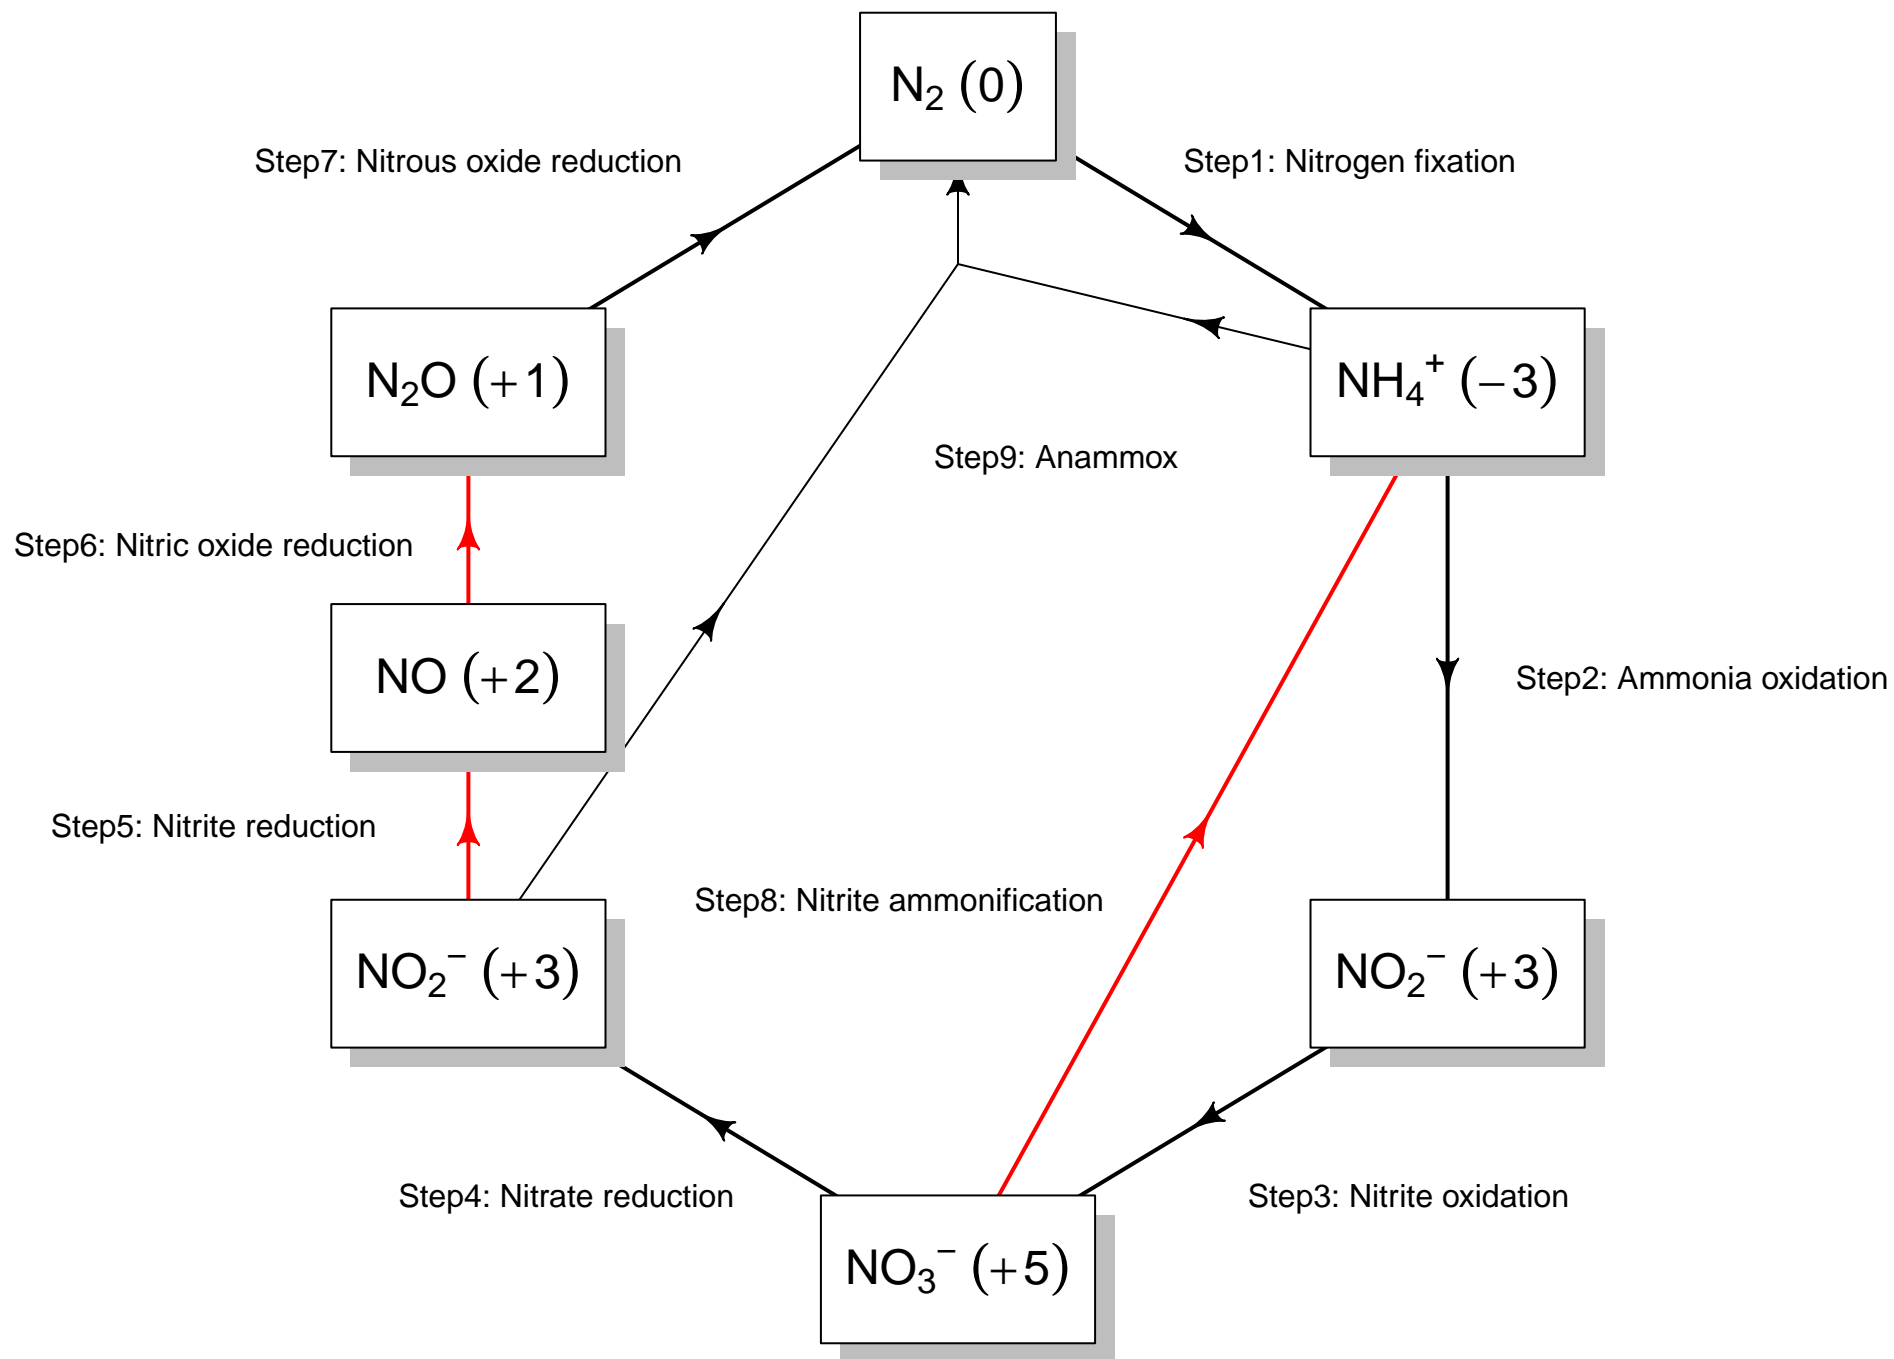 N₂ (0)
Step7: Nitrous oxide reduction
Step1: Nitrogen fixation
N₂O (+1)
NH₄⁺ (−3)
Step9: Anammox
Step6: Nitric oxide reduction
NO (+2)
Step2: Ammonia oxidation
Step5: Nitrite reduction
Step8: Nitrite ammonification
NO₂⁻ (+3)
NO₂⁻ (+3)
Step4: Nitrate reduction
Step3: Nitrite oxidation
NO₃⁻ (+5)